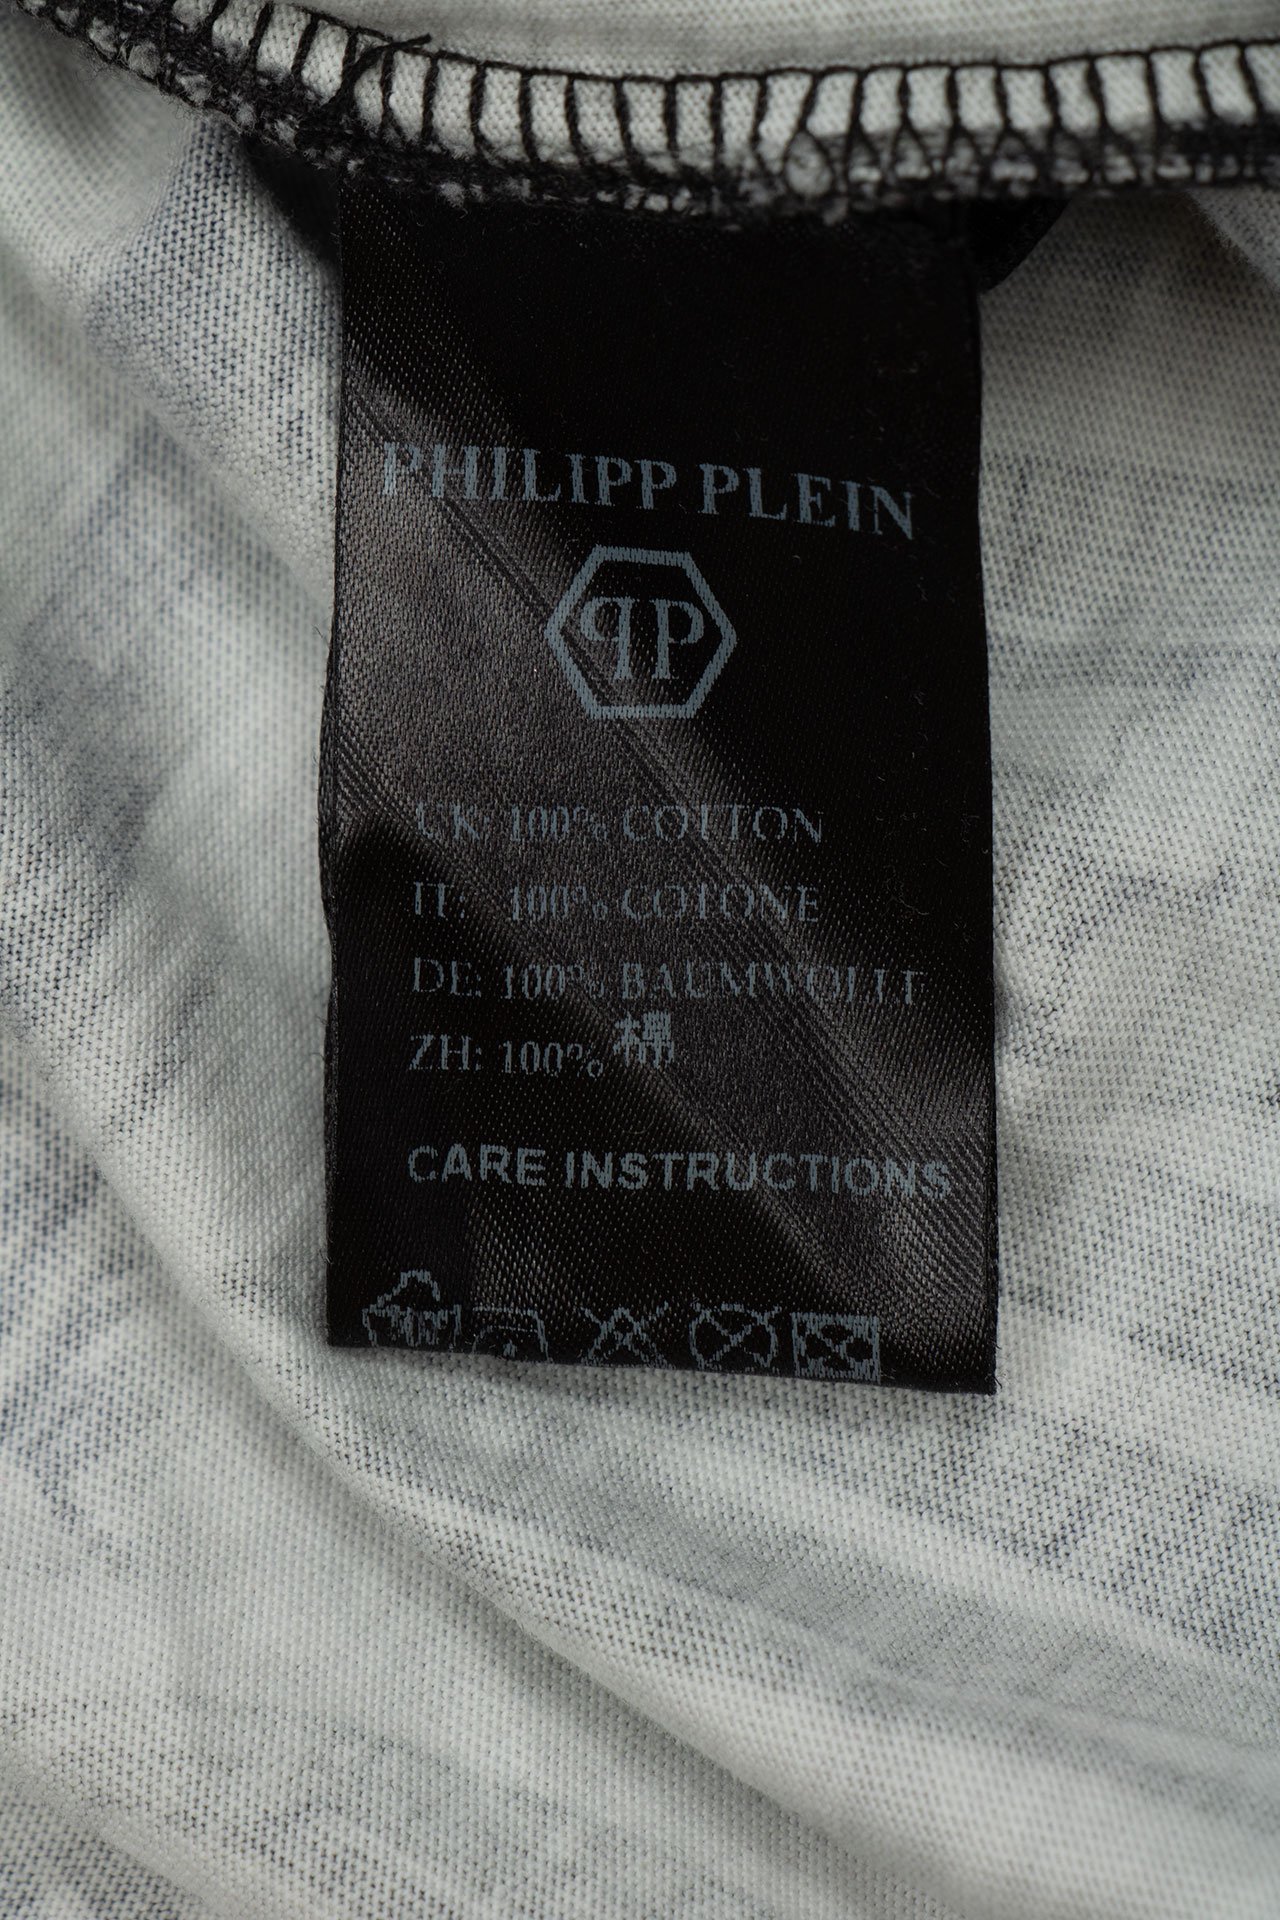 PHILIPP PLEIN
PP
UK 100% COTTON
IT: 100% COTONE
DE: 100% BAUMWOLLE
ZH: 100% 棉
CARE INSTRUCTIONS